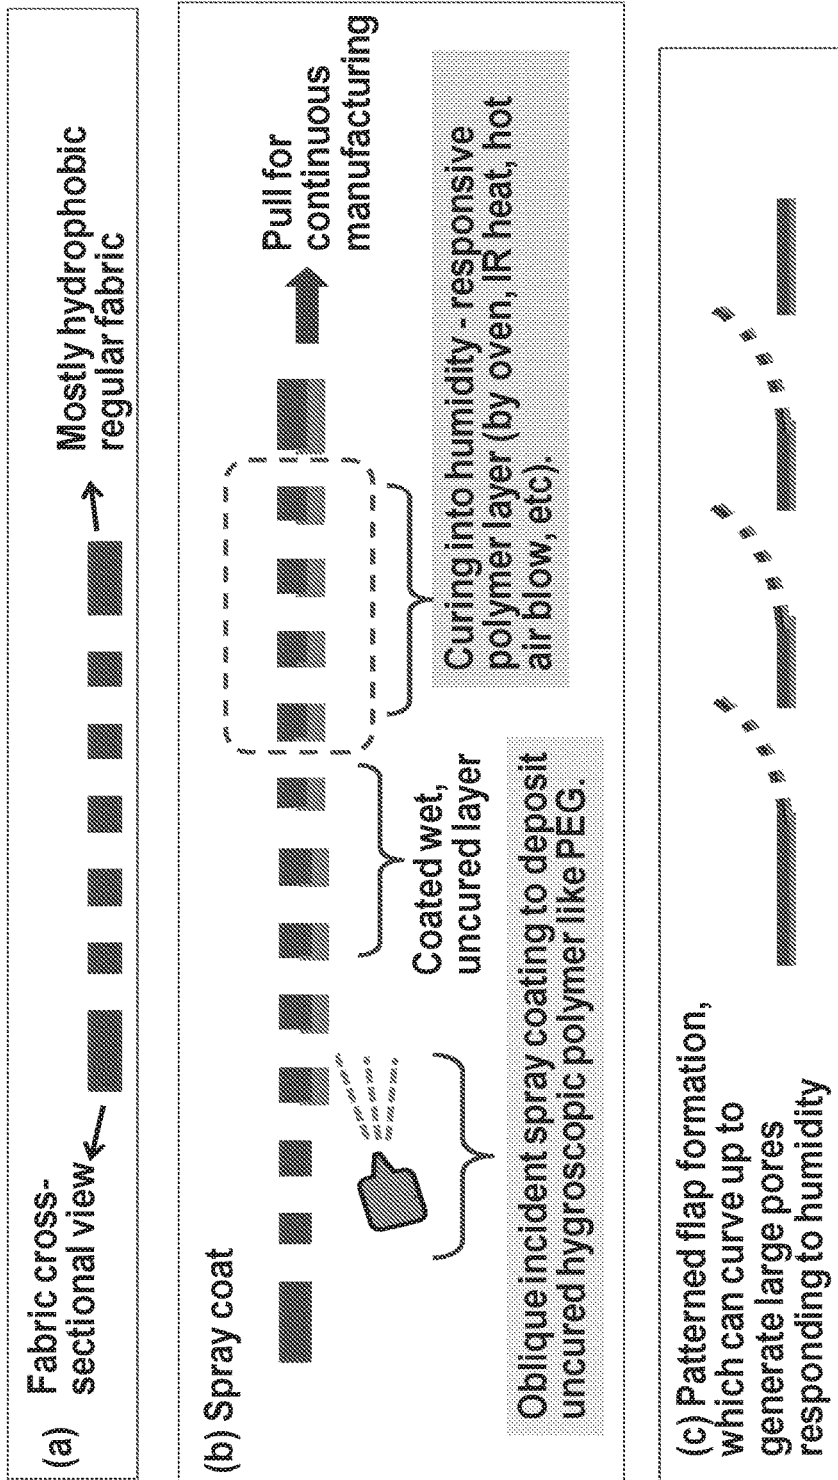 (a)
Fabric cross-
sectional view
Mostly hydrophobic
regular fabric
(b) Spray coat
Oblique incident spray coating to deposit
uncured hygroscopic polymer like PEG.
Coated wet,
uncured layer
Curing into humidity - responsive
polymer layer (by oven, IR heat, hot
air blow, etc).
Pull for
continuous
manufacturing
(c) Patterned flap formation,
which can curve up to
generate large pores
responding to humidity